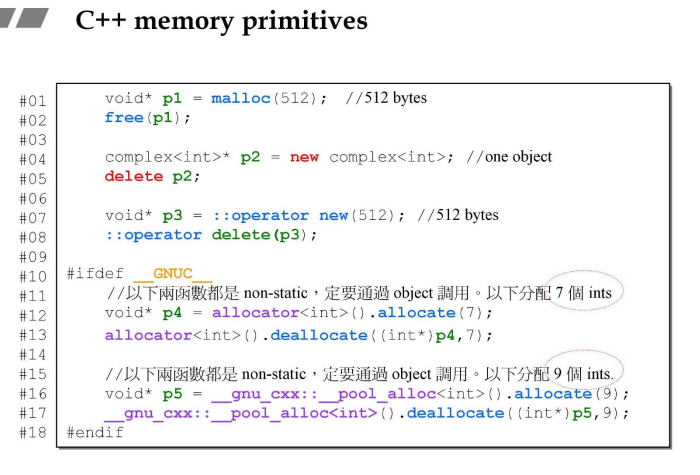 C++ memory primitives
#01 void* p1 = malloc(512); //512 bytes
#02 free(p1);
#03
#04 complex<int>* p2 = new complex<int>; //one object
#05 delete p2;
#06
#07 void* p3 = ::operator new(512); //512 bytes
#08 ::operator delete(p3);
#09
#10 #ifdef __GNUC__
#11 //以下兩函數都是 non-static，定要通過 object 調用。以下分配 7 個 ints
#12 void* p4 = allocator<int>().allocate(7);
#13 allocator<int>().deallocate((int*)p4,7);
#14
#15 //以下兩函數都是 non-static，定要通過 object 調用。以下分配 9 個 ints.
#16 void* p5 = __gnu_cxx::__pool_alloc<int>().allocate(9);
#17 __gnu_cxx::__pool_alloc<int>().deallocate((int*)p5,9);
#18 #endif